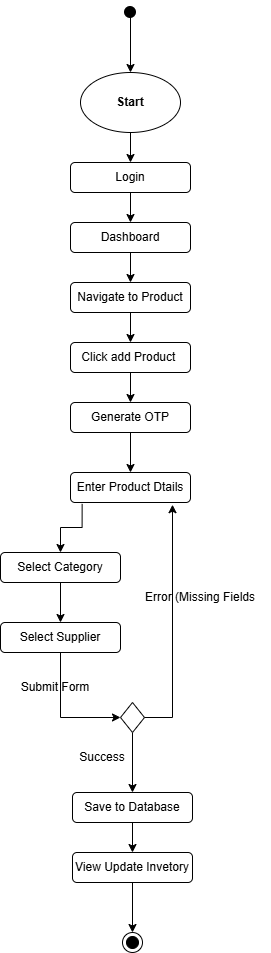 Start
Login
Dashboard
Navigate to Product
Click add Product
Generate OTP
Enter Product Dtails
Select Category
Error (Missing Fields
Select Supplier
Submit Form
Success
Save to Database
View Update Invetory